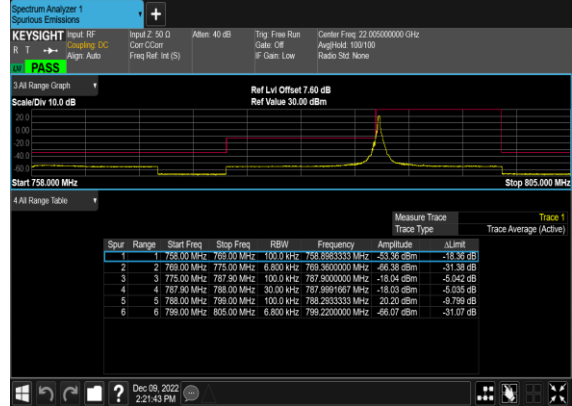 Spectrum Analyzer 1
Spurious Emissions
+
KEYSIGHT Input: RF Input Z: 50 Ω Atten: 40 dB Trig: Free Run Center Freq: 22.005000000 GHz
R T Coupling: DC Corr CCorr Gate: Off Avg|Hold: 100/100
Align: Auto Freq Ref: Int (S) IF Gain: Low Radio Std: None
LW PASS
3 All Range Graph
Ref Lvl Offset 7.60 dB
Scale/Div 10.0 dB Ref Value 30.00 dBm
20.0
0.00
-20.0
-40.0
-60.0
Start 758.000 MHz Stop 805.000 MHz
4 All Range Table
Measure Trace Trace 1
Trace Type Trace Average (Active)
Spur Range Start Freq Stop Freq RBW Frequency Amplitude ΔLimit
1 1 758.00 MHz 769.00 MHz 100.0 kHz 758.8983333 MHz -53.36 dBm -18.36 dB
2 2 769.00 MHz 775.00 MHz 6.800 kHz 769.3600000 MHz -66.38 dBm -31.38 dB
3 3 775.00 MHz 787.90 MHz 100.0 kHz 787.9000000 MHz -18.04 dBm -5.042 dB
4 4 787.90 MHz 788.00 MHz 30.00 kHz 787.9991667 MHz -18.03 dBm -5.035 dB
5 5 788.00 MHz 799.00 MHz 100.0 kHz 788.2933333 MHz 20.20 dBm -9.799 dB
6 6 799.00 MHz 805.00 MHz 6.800 kHz 799.2200000 MHz -66.07 dBm -31.07 dB
?
Dec 09, 2022
2:21:43 PM